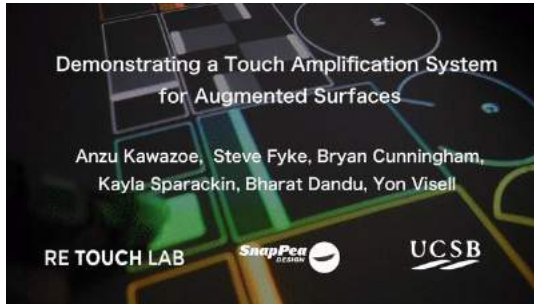 Demonstrating a Touch Amplification System
for Augmented Surfaces
Anzu Kawazoe, Steve Fyke, Bryan Cunningham,
Kayla Sparackin, Bharat Dandu, Yon Visell
RE TOUCH LAB
SnapPea
DESIGN
UCSB
M
G